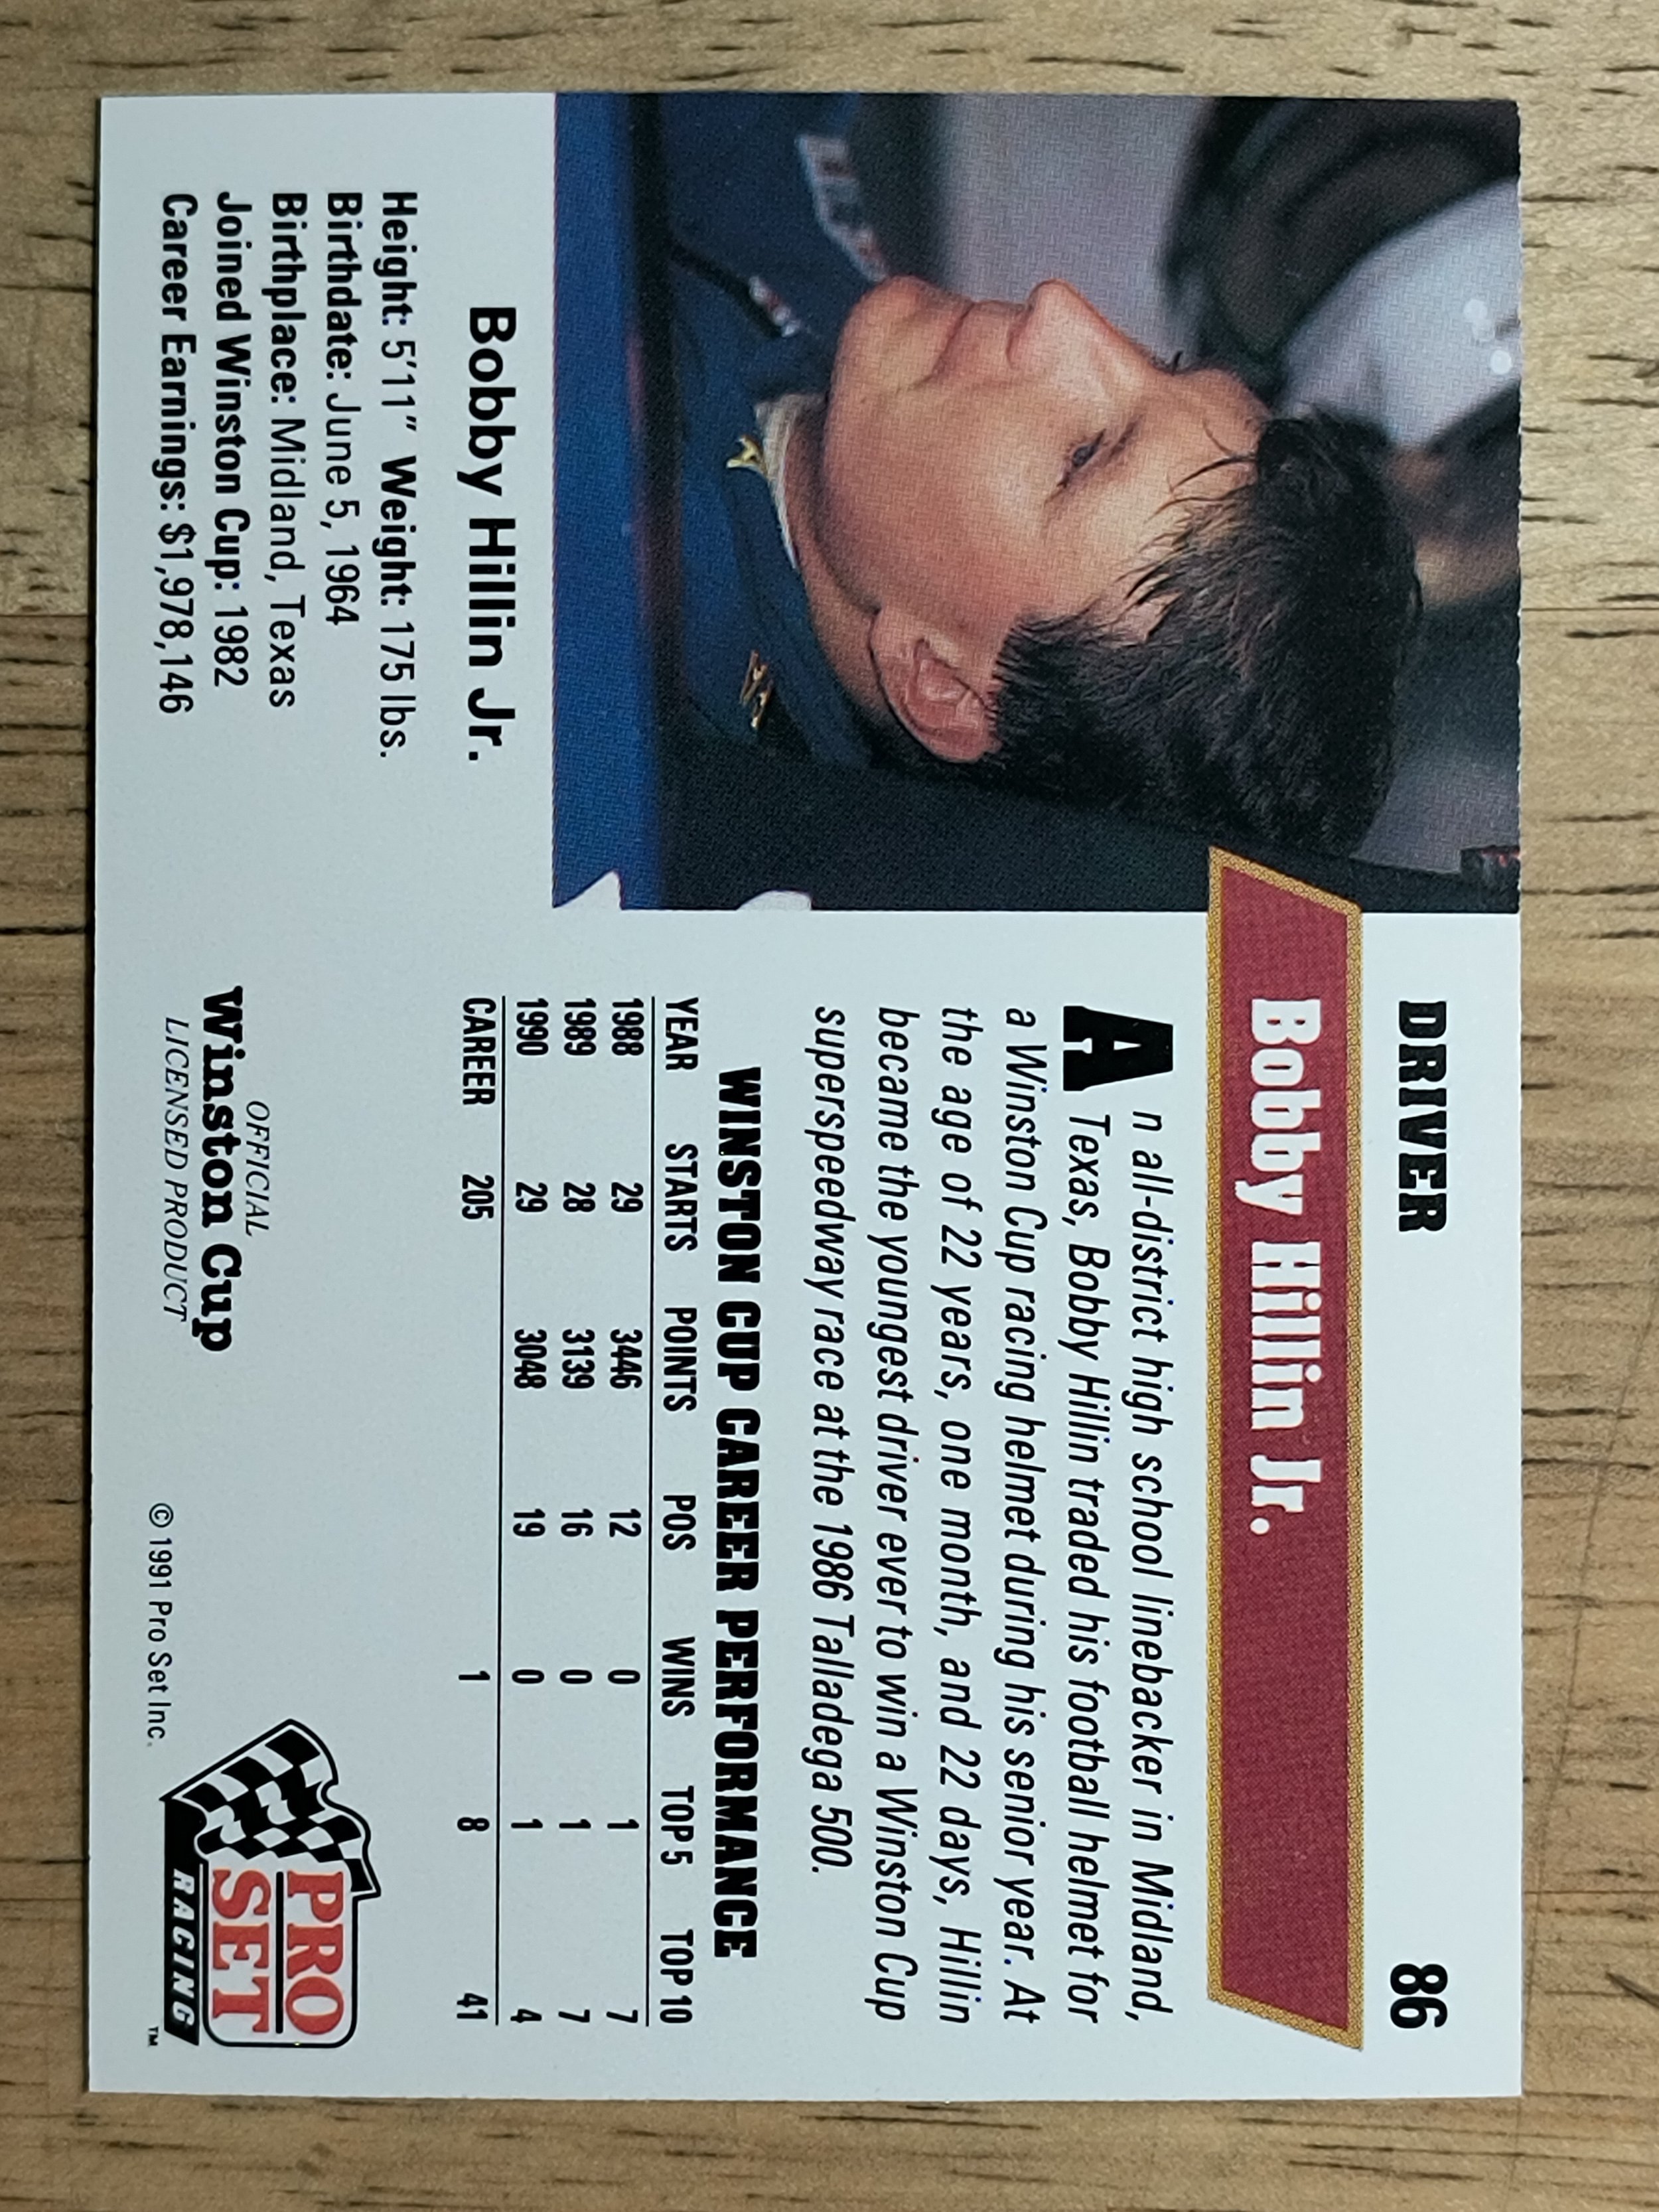 DRIVER 86
Bobby Hillin Jr.
An all-district high school linebacker in Midland,
Texas, Bobby Hillin traded his football helmet for
a Winston Cup racing helmet during his senior year. At
the age of 22 years, one month, and 22 days, Hillin
became the youngest driver ever to win a Winston Cup
superspeedway race at the 1986 Talladega 500.
WINSTON CUP CAREER PERFORMANCE
YEAR STARTS POINTS POS WINS TOP 5 TOP 10
1988 29 3446 12 0 1 7
1989 28 3139 16 0 1 7
1990 29 3048 19 0 1 4
CAREER 205 1 8 41
Bobby Hillin Jr.
Height: 5'11" Weight: 175 lbs.
Birthdate: June 5, 1964
Birthplace: Midland, Texas
Joined Winston Cup: 1982
Career Earnings: $1,978,146
OFFICIAL
Winston Cup
LICENSED PRODUCT
© 1991 Pro Set Inc.
PRO
SET
RACING
TM